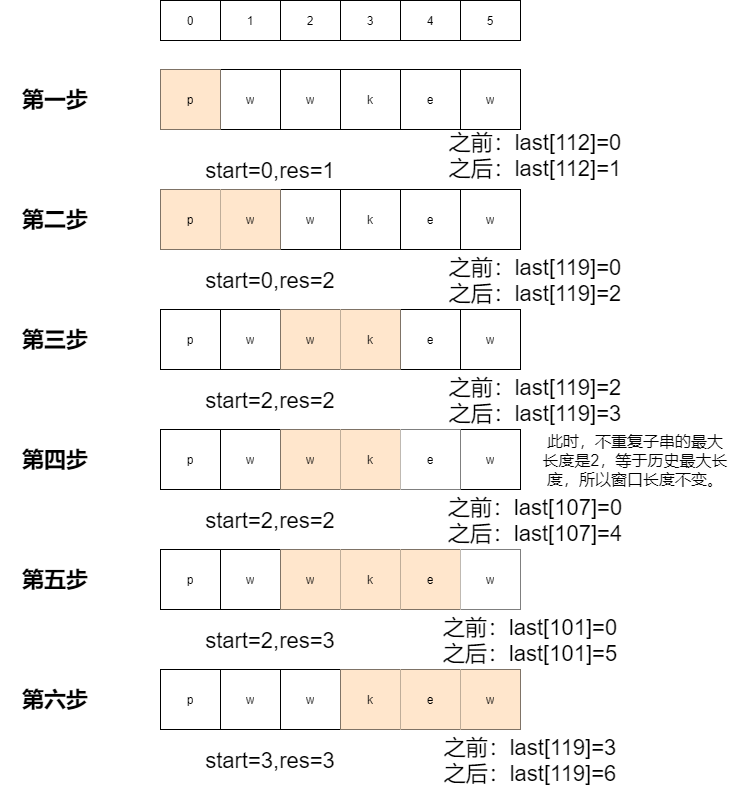 0 1 2 3 4 5
第一步 p w w k e w
之前：last[112]=0
start=0,res=1 之后：last[112]=1
第二步 p w w k e w
之前：last[119]=0
start=0,res=2 之后：last[119]=2
第三步 p w w k e w
之前：last[119]=2
start=2,res=2 之后：last[119]=3
第四步 p w w k e w
此时，不重复子串的最大
长度是2，等于历史最大长
度，所以窗口长度不变。
之前：last[107]=0
start=2,res=2 之后：last[107]=4
第五步 p w w k e w
之前：last[101]=0
start=2,res=3 之后：last[101]=5
第六步 p w w k e w
之前：last[119]=3
start=3,res=3 之后：last[119]=6